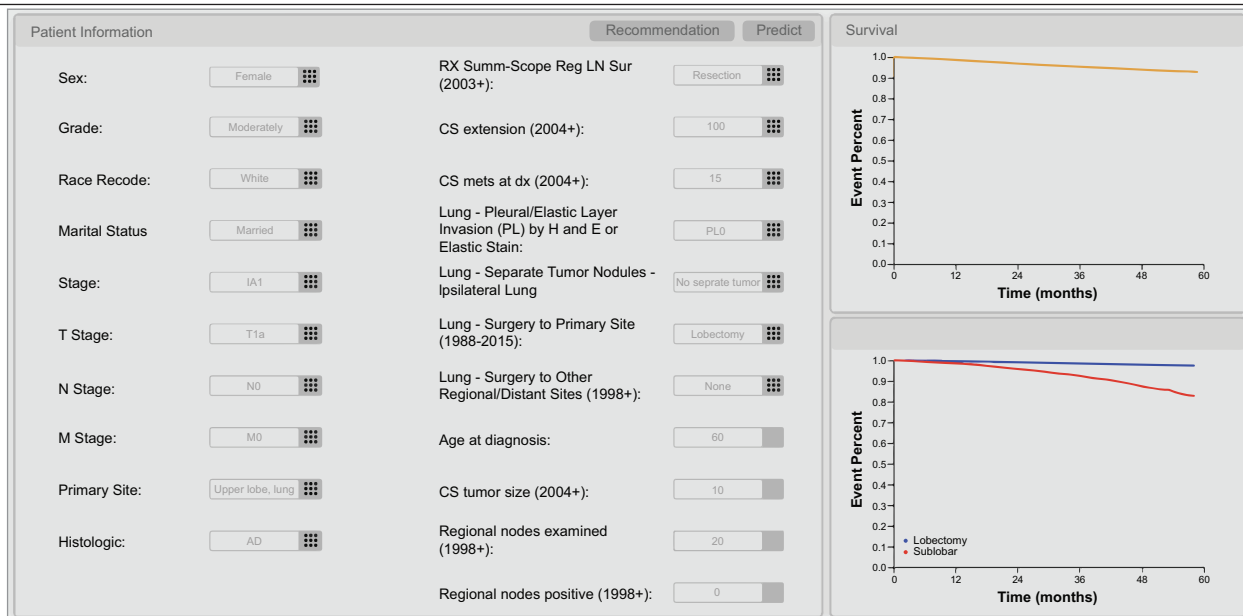 Patient Information
Recommendation
Predict
Sex:
Female
Grade:
Moderately
Race Recode:
White
Marital Status
Married
Stage:
IA1
T Stage:
T1a
N Stage:
N0
M Stage:
M0
Primary Site:
Upper lobe, lung
Histologic:
AD
RX Summ-Scope Reg LN Sur
(2003+):
Resection
CS extension (2004+):
100
CS mets at dx (2004+):
15
Lung - Pleural/Elastic Layer
Invasion (PL) by H and E or
Elastic Stain:
PL0
Lung - Separate Tumor Nodules -
Ipsilateral Lung
No seprate tumor
Lung - Surgery to Primary Site
(1988-2015):
Lobectomy
Lung - Surgery to Other
Regional/Distant Sites (1998+):
None
Age at diagnosis:
60
CS tumor size (2004+):
10
Regional nodes examined
(1998+):
20
Regional nodes positive (1998+):
0
Survival
Event Percent
1.0
0.9
0.8
0.7
0.6
0.5
0.4
0.3
0.2
0.1
0.0
0 12 24 36 48 60
Time (months)
Event Percent
1.0
0.9
0.8
0.7
0.6
0.5
0.4
0.3
0.2
0.1
0.0
Lobectomy
Sublobar
0 12 24 36 48 60
Time (months)